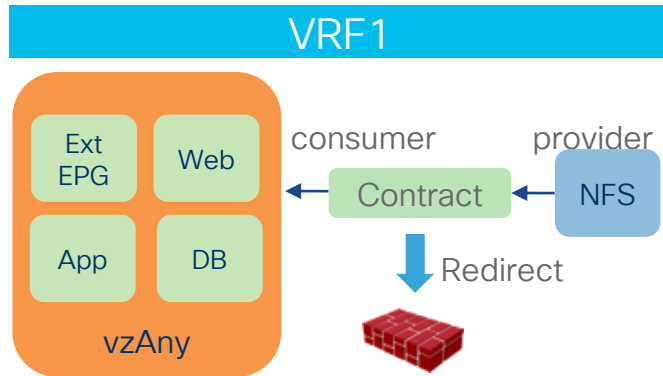 VRF1
Ext
EPG
Web
App
DB
vzAny
consumer
provider
Contract
NFS
Redirect